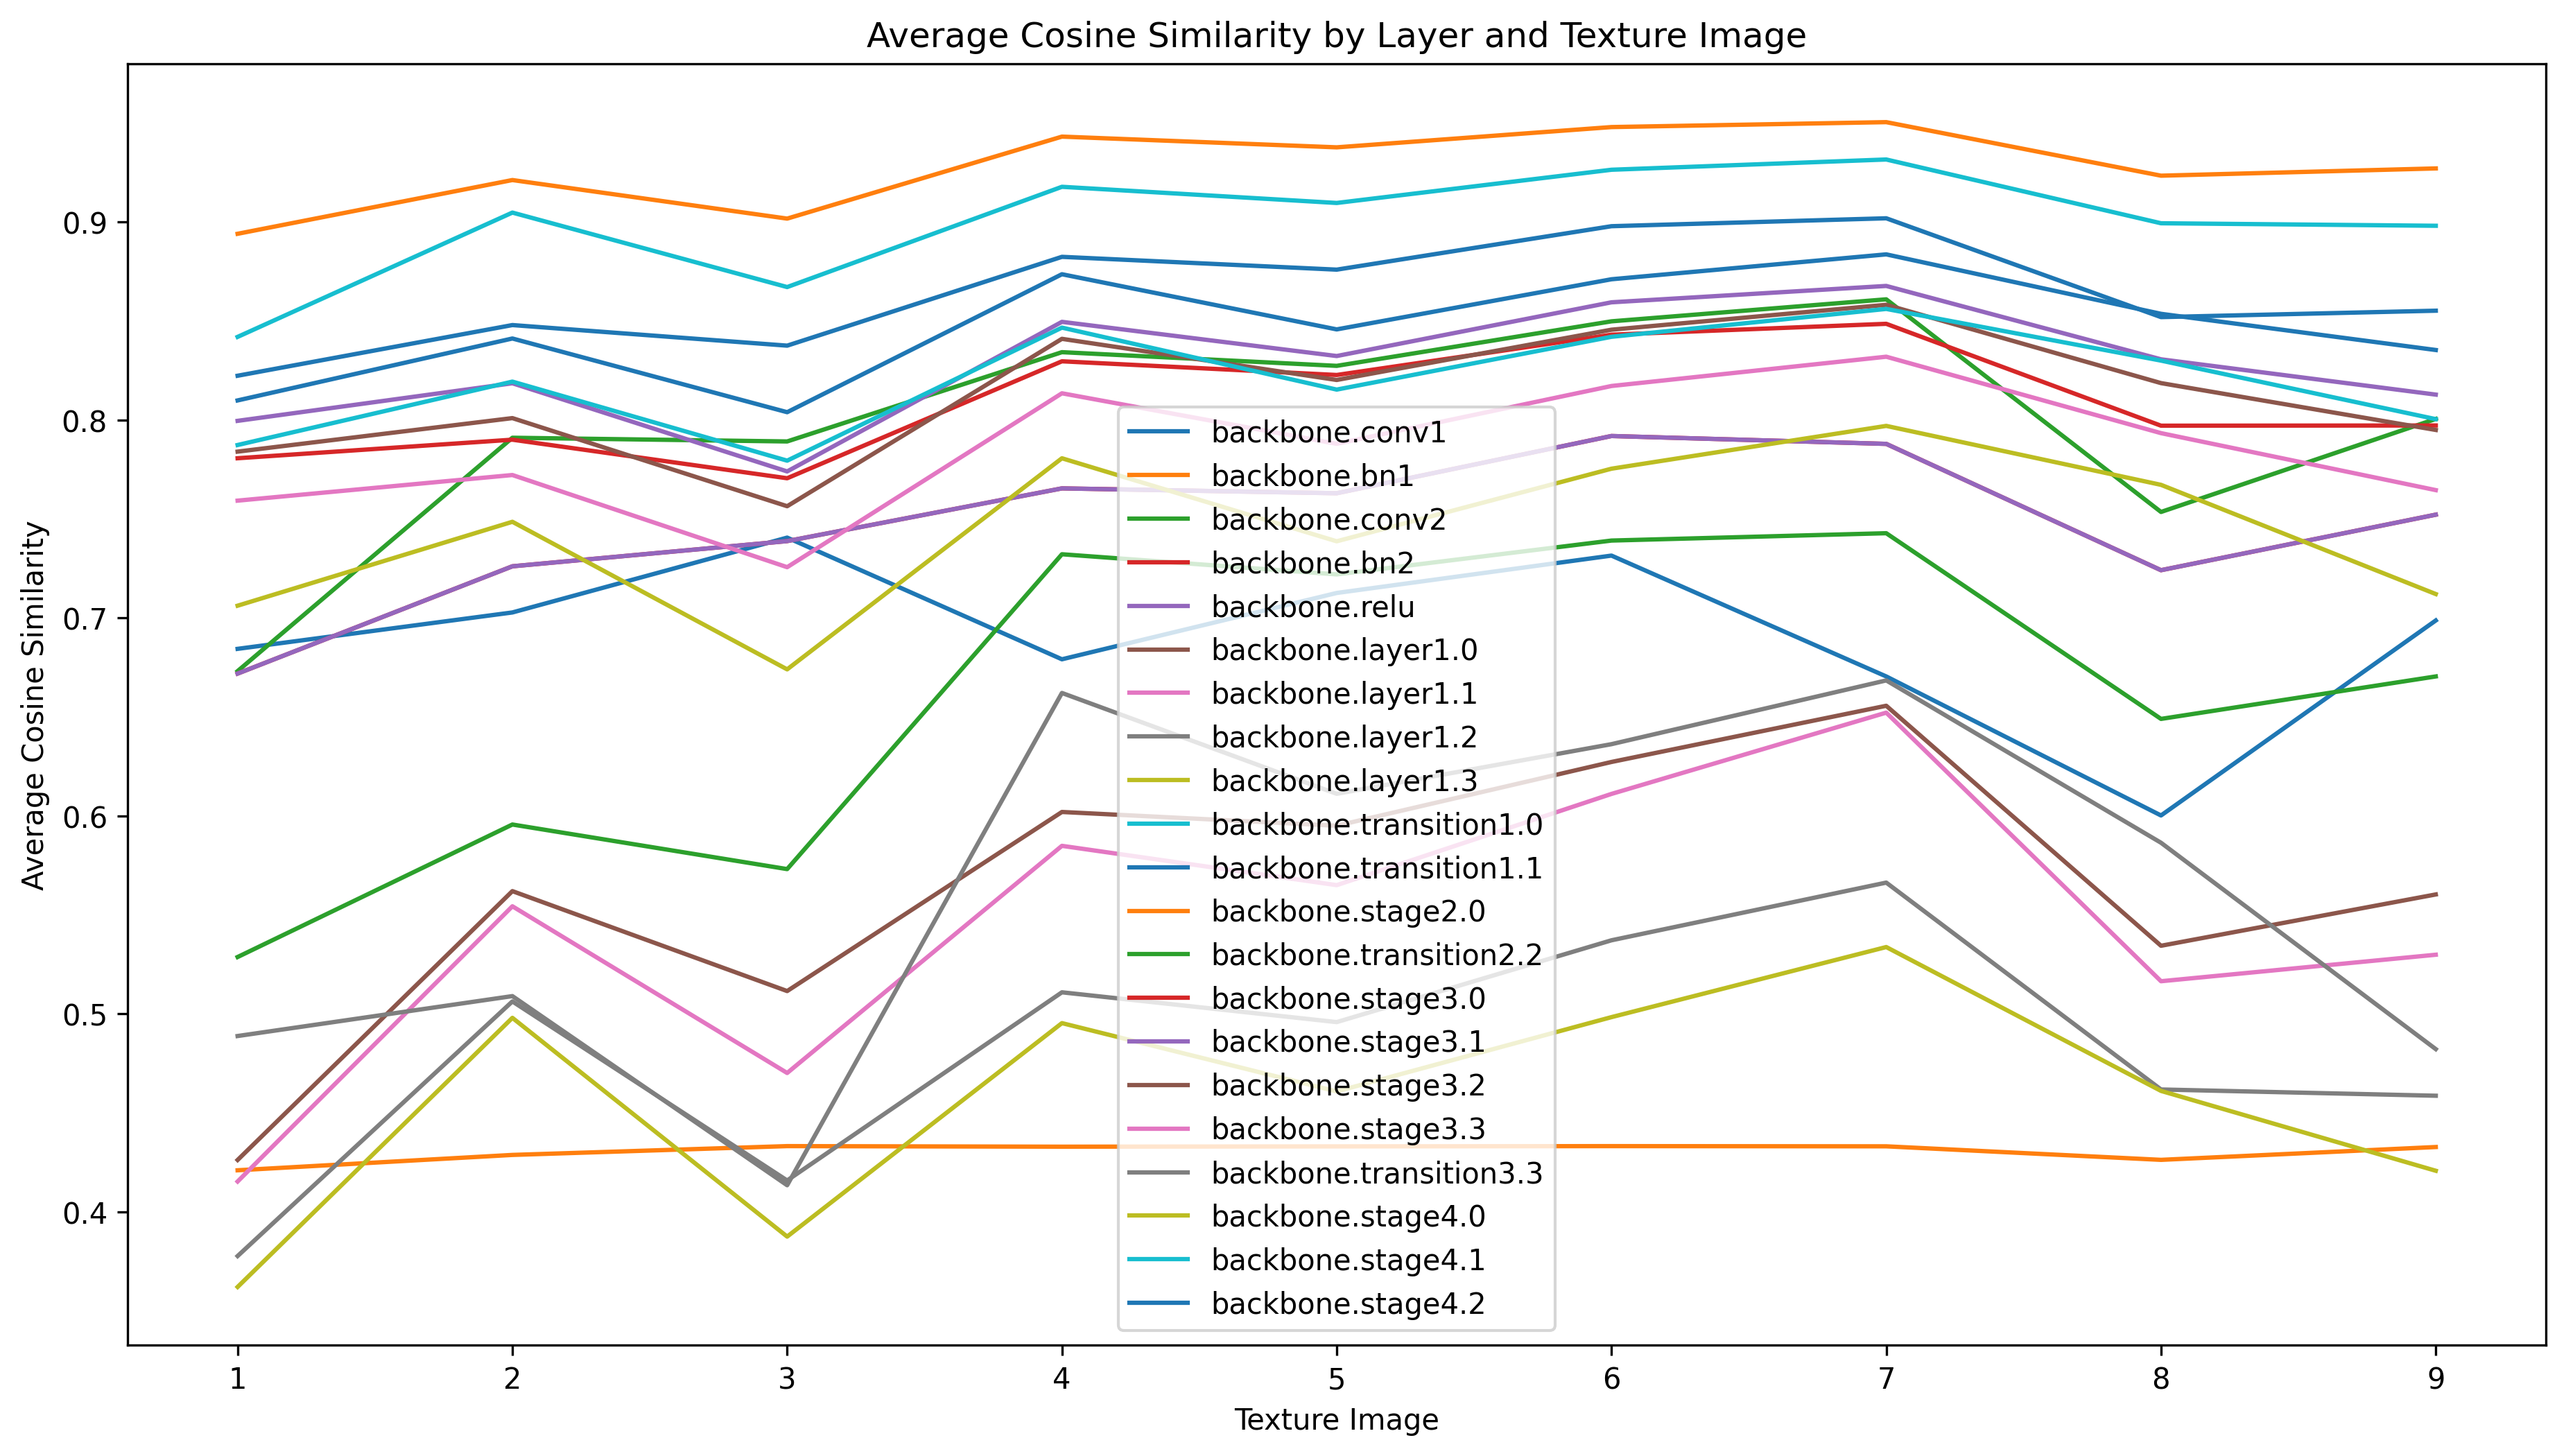 Average Cosine Similarity by Layer and Texture Image
Average Cosine Similarity
0.9
0.8
0.7
0.6
0.5
0.4
backbone.conv1
backbone.bn1
backbone.conv2
backbone.bn2
backbone.relu
backbone.layer1.0
backbone.layer1.1
backbone.layer1.2
backbone.layer1.3
backbone.transition1.0
backbone.transition1.1
backbone.stage2.0
backbone.transition2.2
backbone.stage3.0
backbone.stage3.1
backbone.stage3.2
backbone.stage3.3
backbone.transition3.3
backbone.stage4.0
backbone.stage4.1
backbone.stage4.2
1 2 3 4 5 6 7 8 9
Texture Image